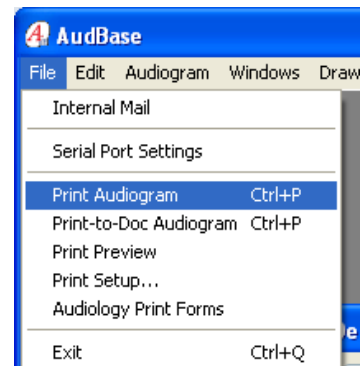 AudBase
File Edit Audiogram Windows Draw
Internal Mail
Serial Port Settings
Print Audiogram Ctrl+P
Print-to-Doc Audiogram Ctrl+P
Print Preview
Print Setup...
Audiology Print Forms
Exit Ctrl+Q